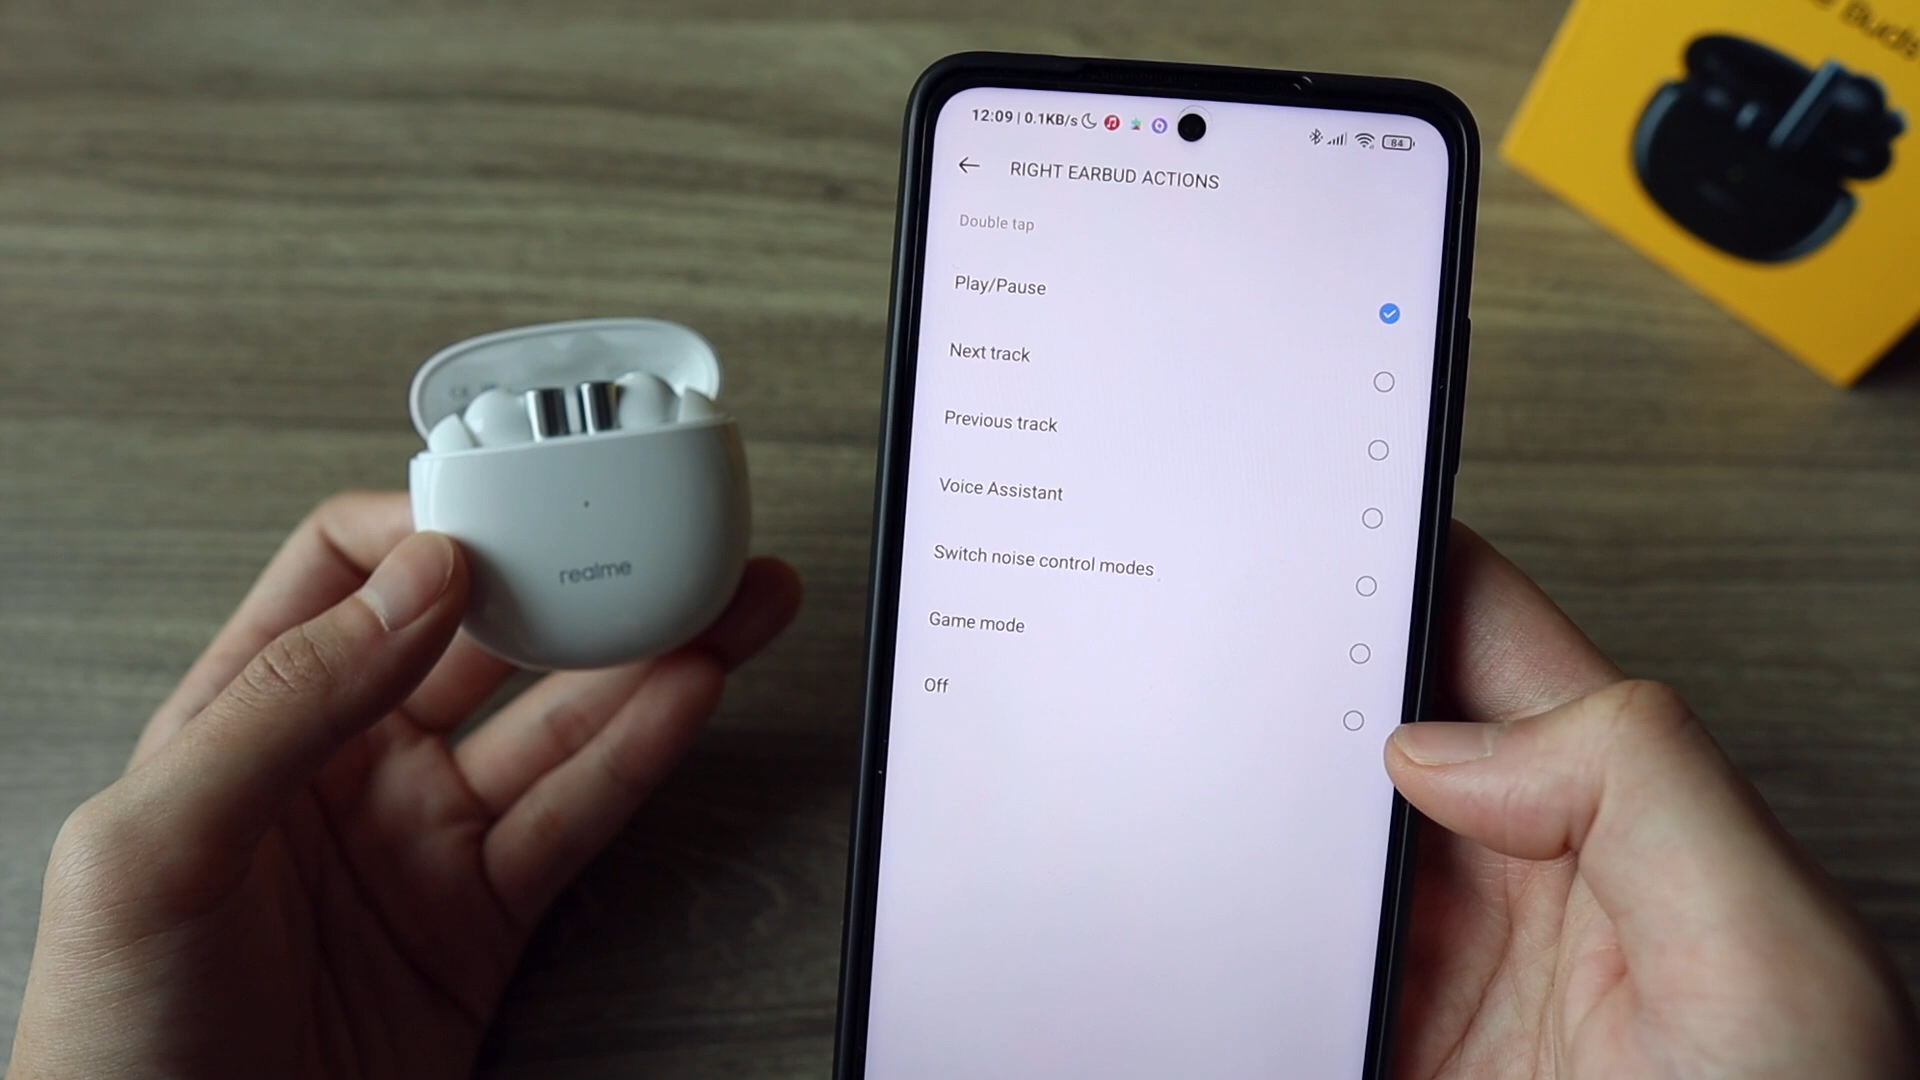 Buds
12:09 | 0.1KB/s
84
RIGHT EARBUD ACTIONS
Double tap
Play/Pause
Next track
Previous track
Voice Assistant
Switch noise control modes
Game mode
Off
realme